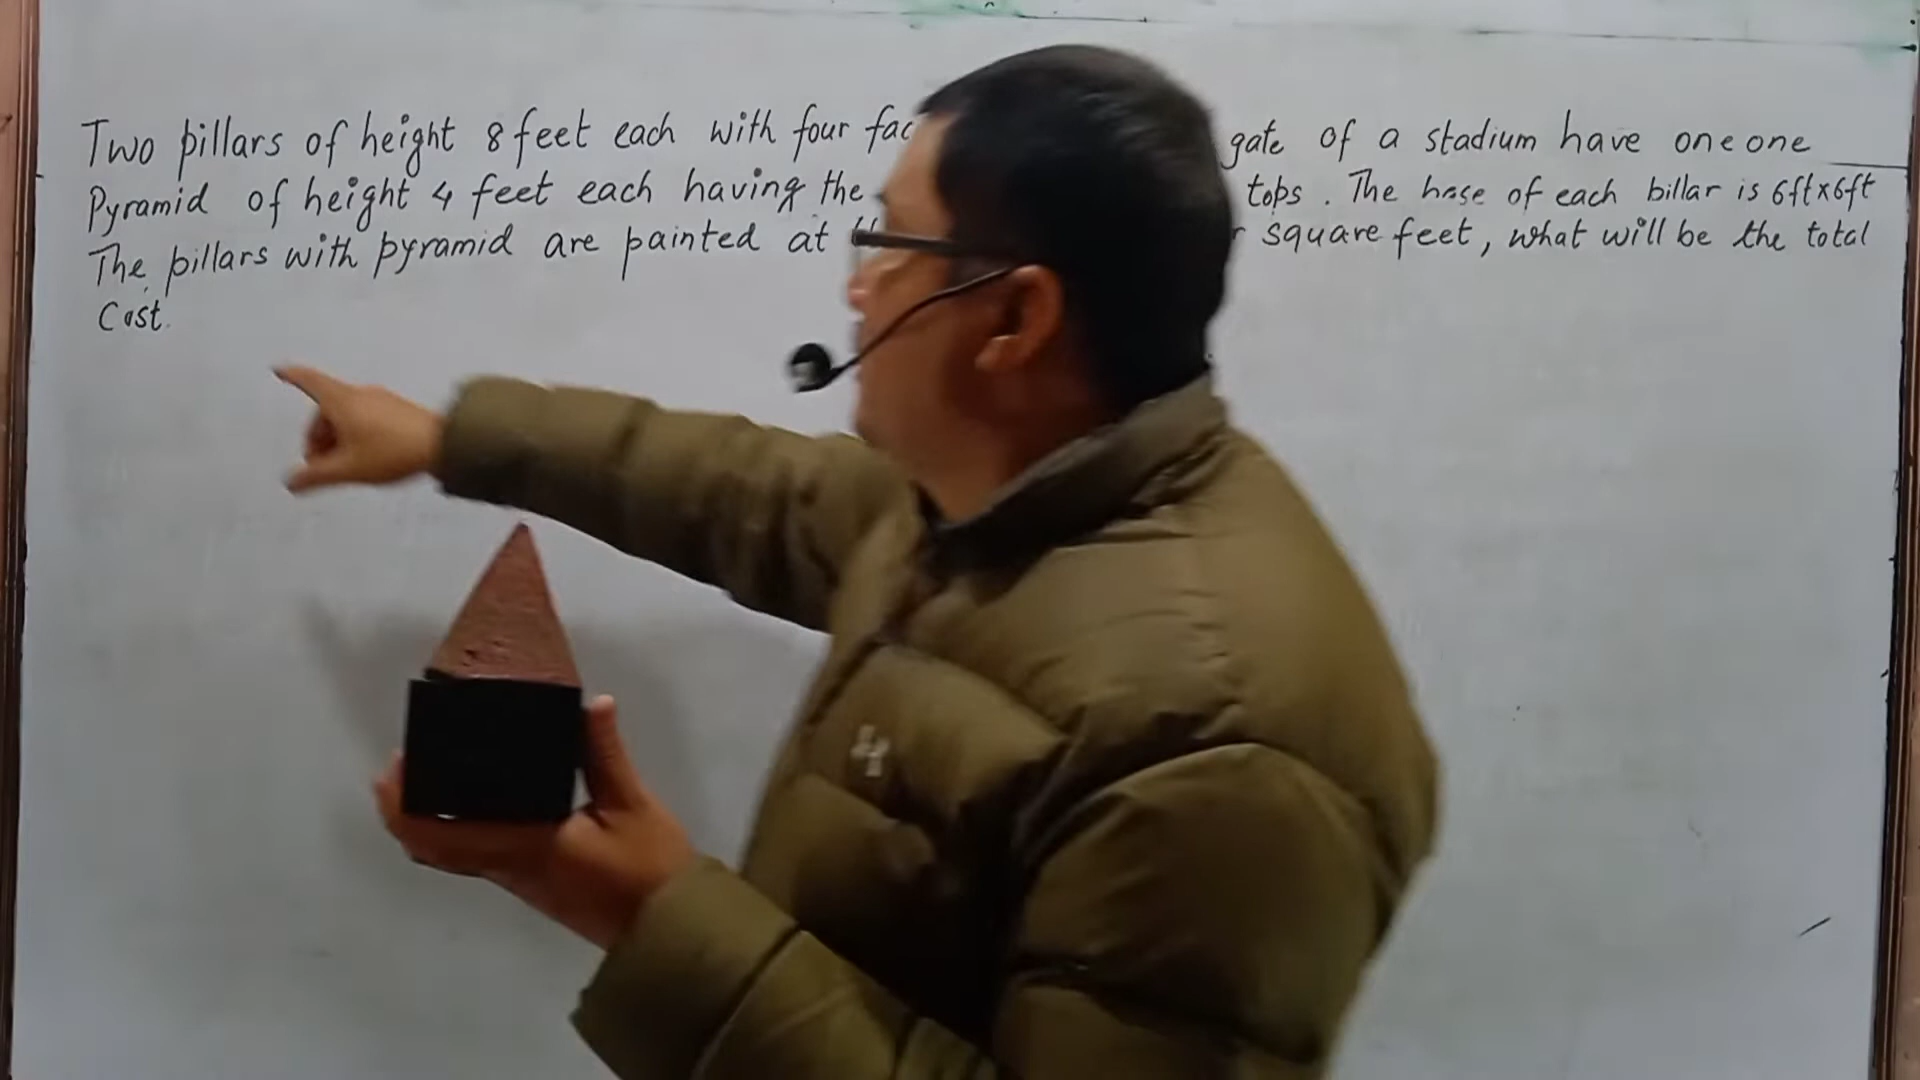 Two pillars of height 8 feet each with four gate of a stadium have one one
Pyramid of height 4 feet each having the tops. The base of each billar is 6ft×6ft
The pillars with pyramid are painted at square feet, what will be the total
Cost.